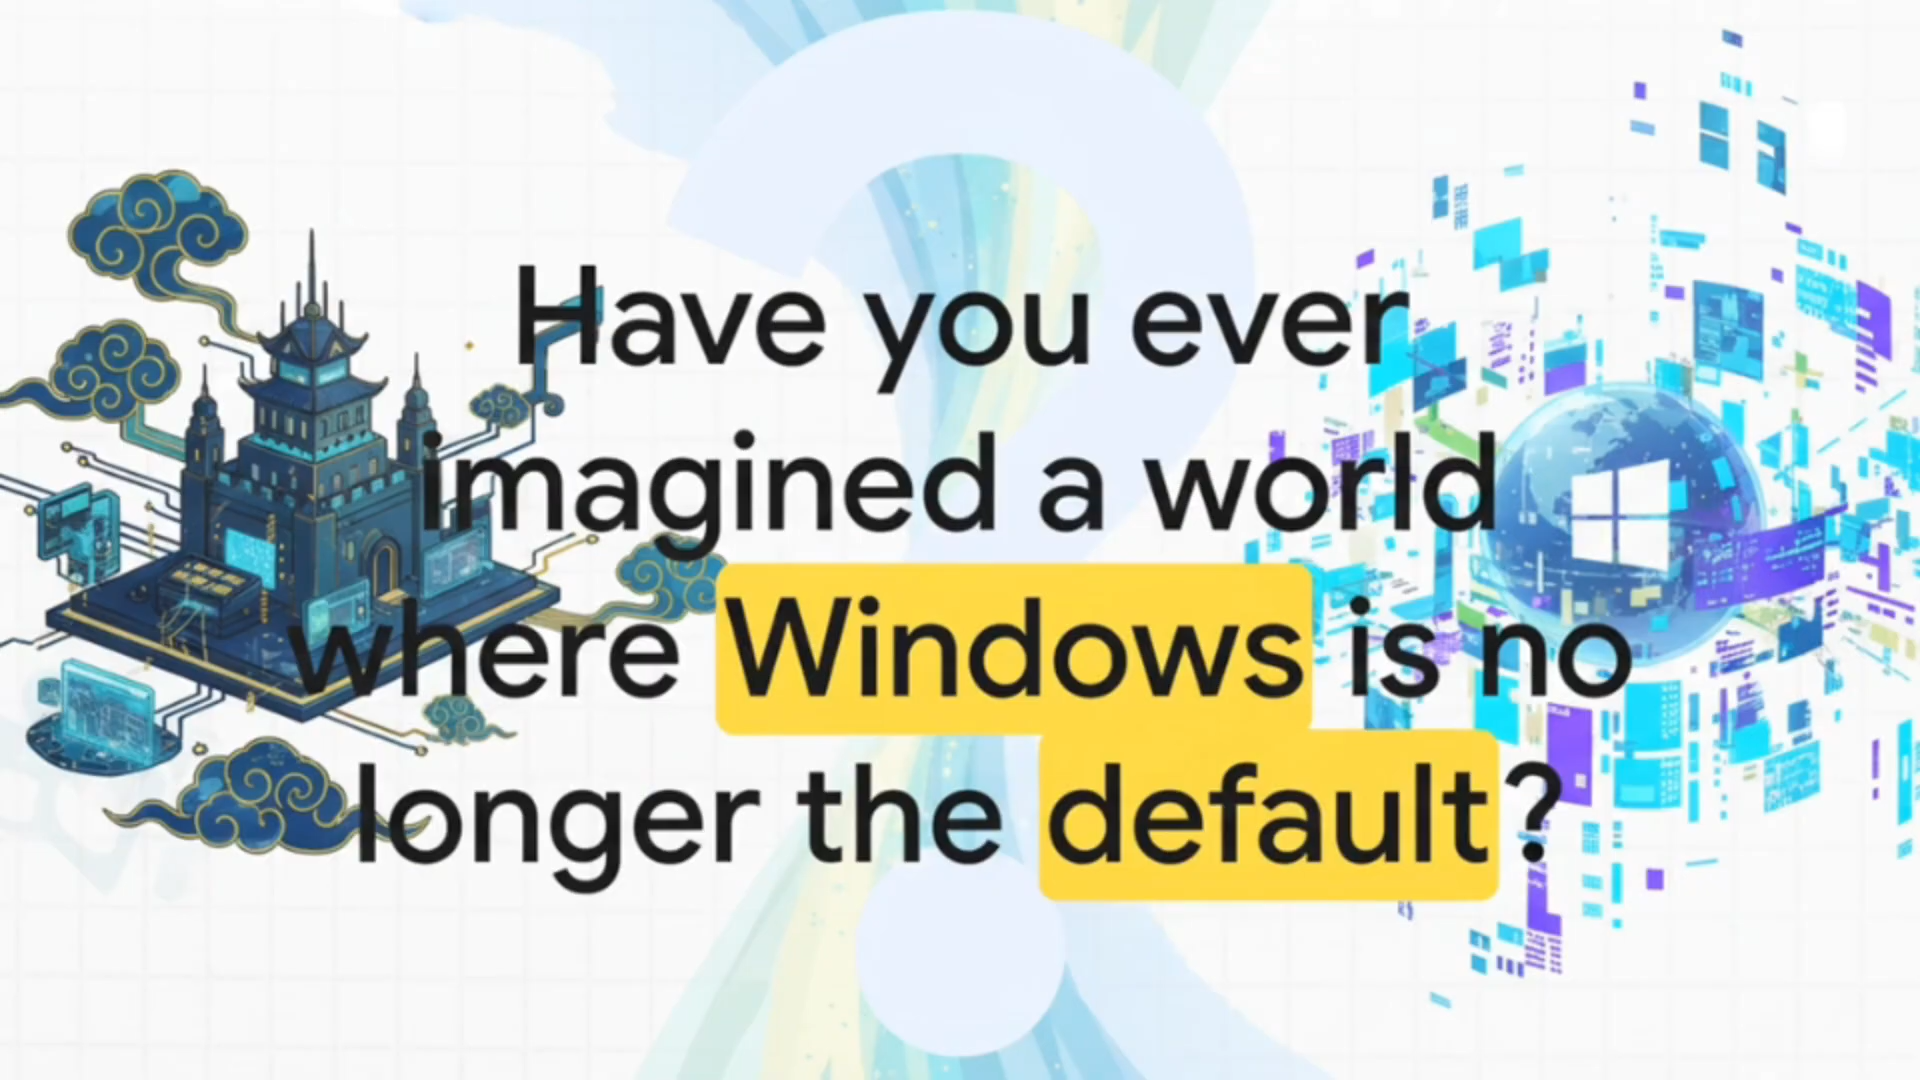 Have you ever
imagined a world
where Windows is no
longer the default?